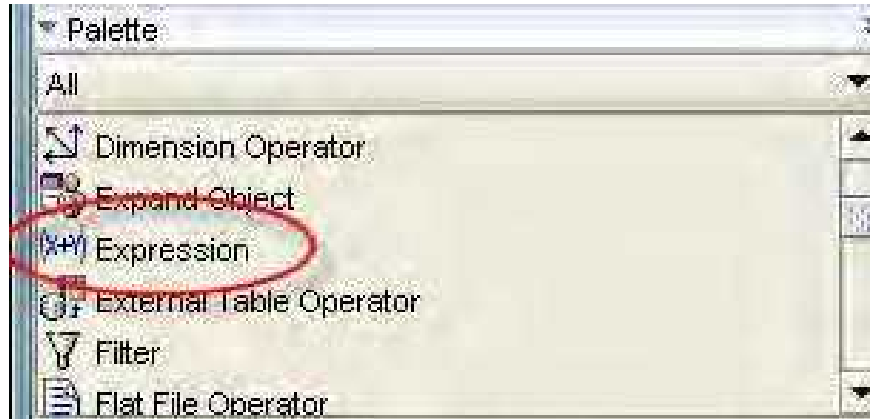 Palette
All
Dimension Operator
Expand Object
(X+Y) Expression
External Table Operator
Filter
Flat File Operator